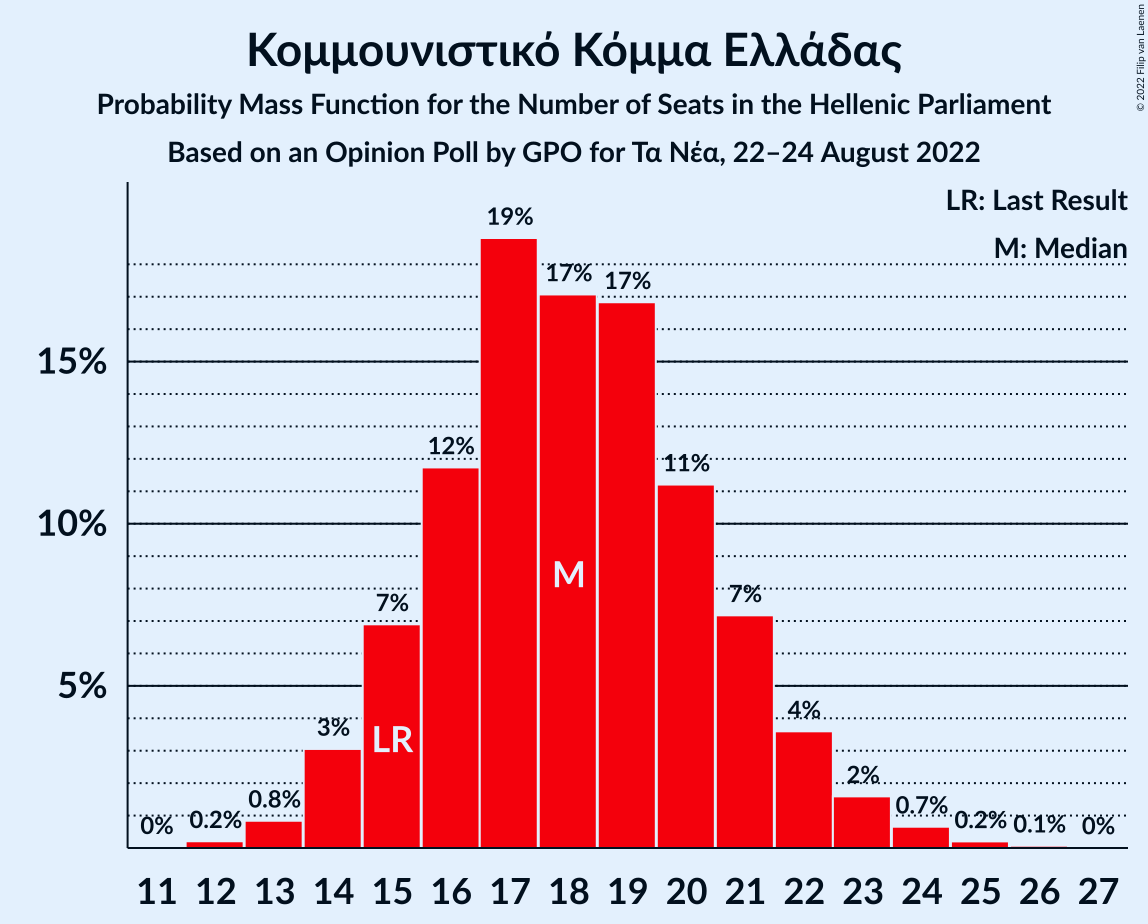 Κομμουνιστικό Κόμμα Ελλάδας
Probability Mass Function for the Number of Seats in the Hellenic Parliament
Based on an Opinion Poll by GPO for Τα Νέα, 22–24 August 2022
© 2022 Filip van Laenen
LR: Last Result
M: Median
15%
10%
5%
0%
0.2%
0.8%
3%
7%
12%
19%
17%
17%
11%
7%
4%
2%
0.7%
0.2%
0.1%
0%
LR
M
11 12 13 14 15 16 17 18 19 20 21 22 23 24 25 26 27